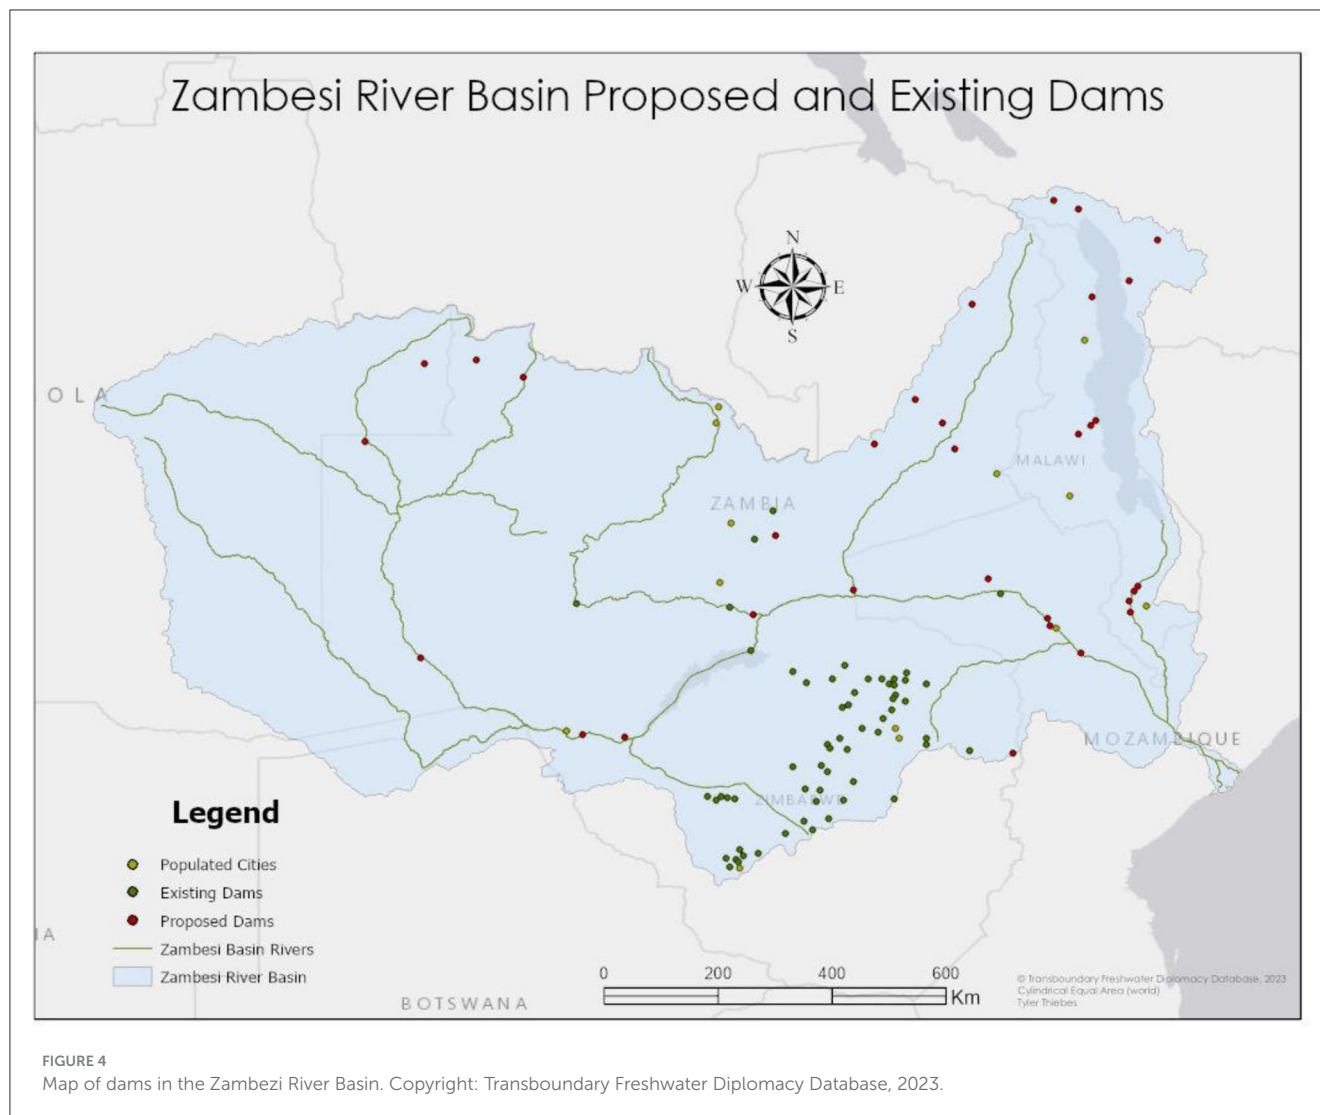 Zambesi River Basin Proposed and Existing Dams
N
W E
S
OLA
MALAWI
ZAMBIA
MOZAMBIQUE
ZIMBABWE
Legend
Populated Cities
Existing Dams
Proposed Dams
Zambesi Basin Rivers
Zambesi River Basin
IA
BOTSWANA
0 200 400 600
Km
© Transboundary Freshwater Diplomacy Database, 2023
Cylindrical Equal Area (world)
Tyler Thiebes
FIGURE 4
Map of dams in the Zambezi River Basin. Copyright: Transboundary Freshwater Diplomacy Database, 2023.